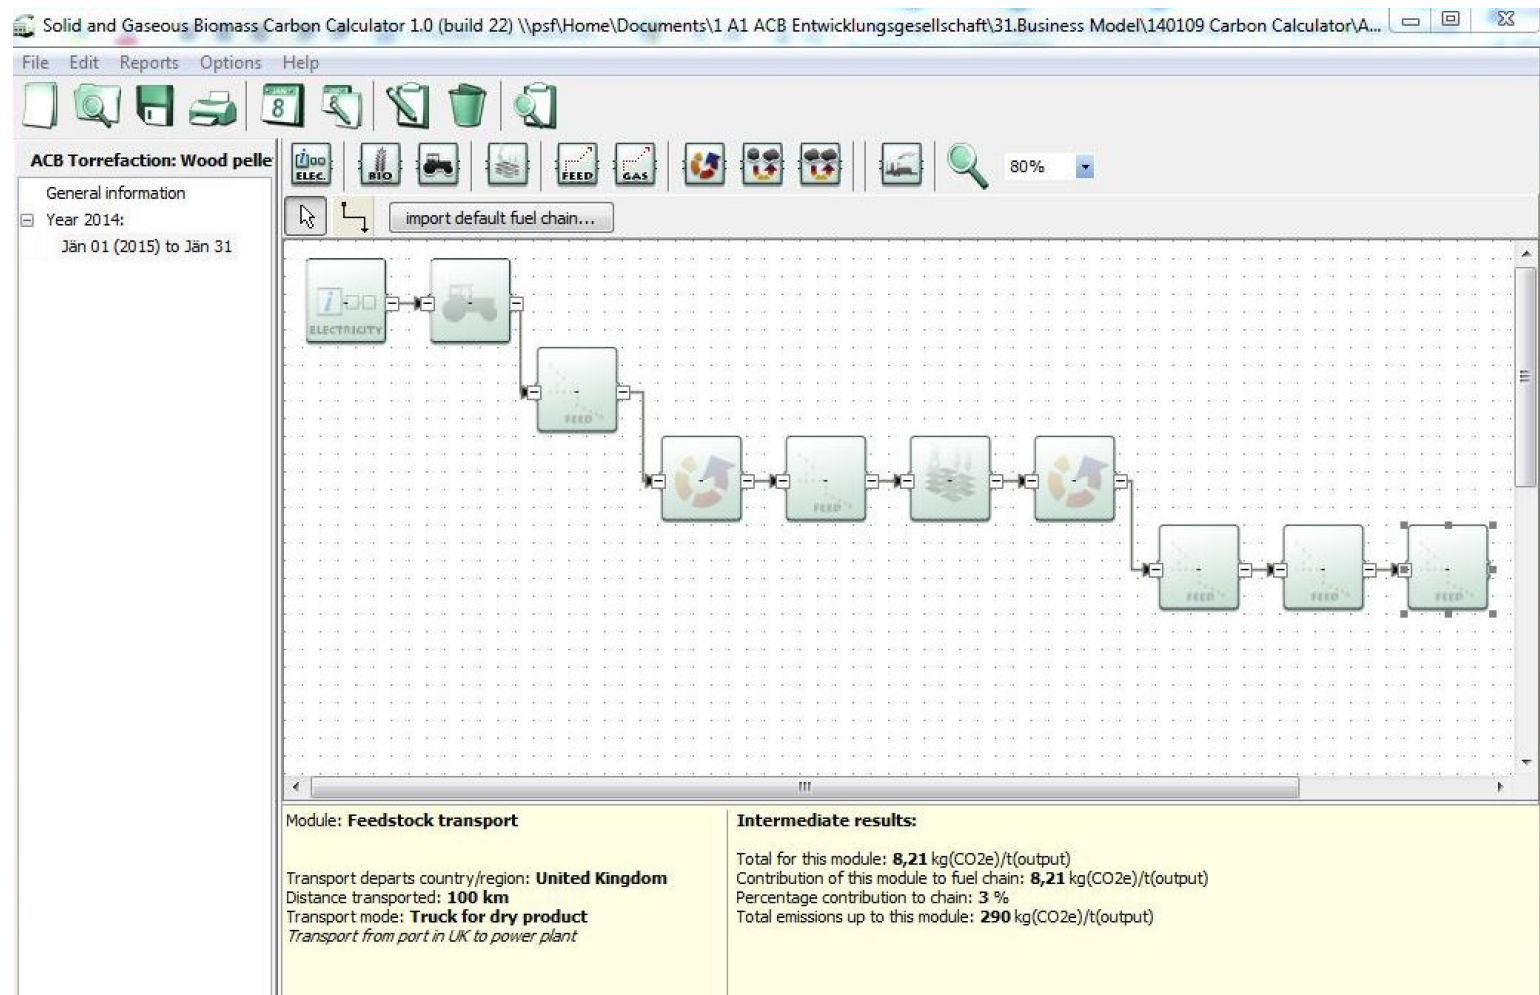 Solid and Gaseous Biomass Carbon Calculator 1.0 (build 22) \\psf\Home\Documents\1 A1 ACB Entwicklungsgesellschaft\31.Business Model\140109 Carbon Calculator\A...
File Edit Reports Options Help
JAN 8 8
ACB Torrefaction: Wood pelle
General information
Year 2014:
Jän 01 (2015) to Jän 31
i ELEC. BIO FEED GAS 80%
import default fuel chain...
i
ELECTRICITY
FEED
FEED
FEED FEED FEED
Module: Feedstock transport
Transport departs country/region: United Kingdom
Distance transported: 100 km
Transport mode: Truck for dry product
Transport from port in UK to power plant
Intermediate results:
Total for this module: 8,21 kg(CO2e)/t(output)
Contribution of this module to fuel chain: 8,21 kg(CO2e)/t(output)
Percentage contribution to chain: 3 %
Total emissions up to this module: 290 kg(CO2e)/t(output)